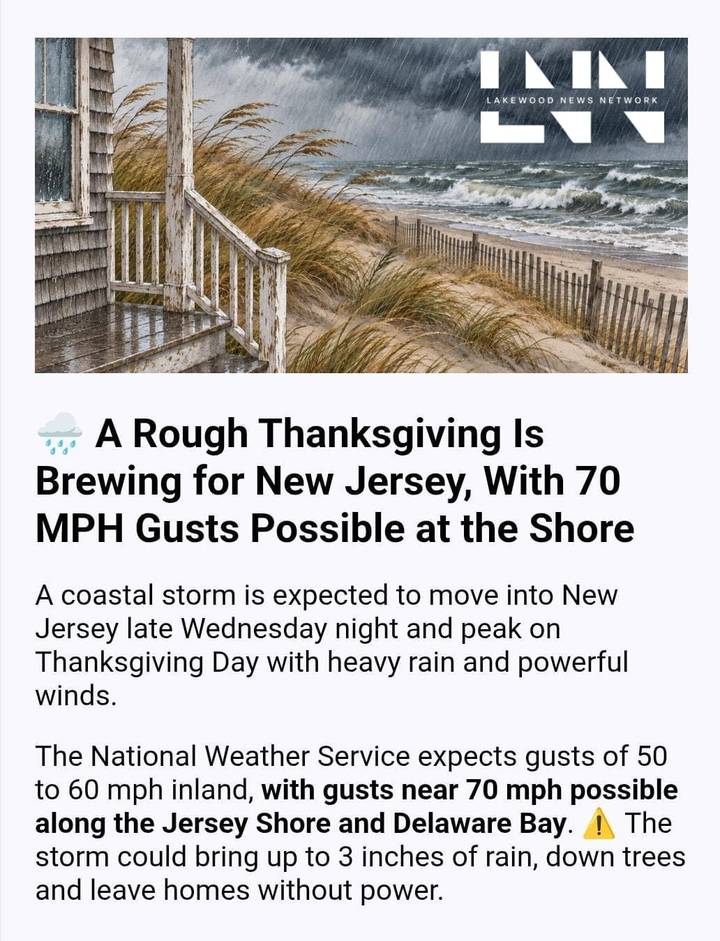 LNN
LAKEWOOD NEWS NETWORK
🌧️ A Rough Thanksgiving Is
Brewing for New Jersey, With 70
MPH Gusts Possible at the Shore
A coastal storm is expected to move into New
Jersey late Wednesday night and peak on
Thanksgiving Day with heavy rain and powerful
winds.
The National Weather Service expects gusts of 50
to 60 mph inland, with gusts near 70 mph possible
along the Jersey Shore and Delaware Bay. ⚠️ The
storm could bring up to 3 inches of rain, down trees
and leave homes without power.